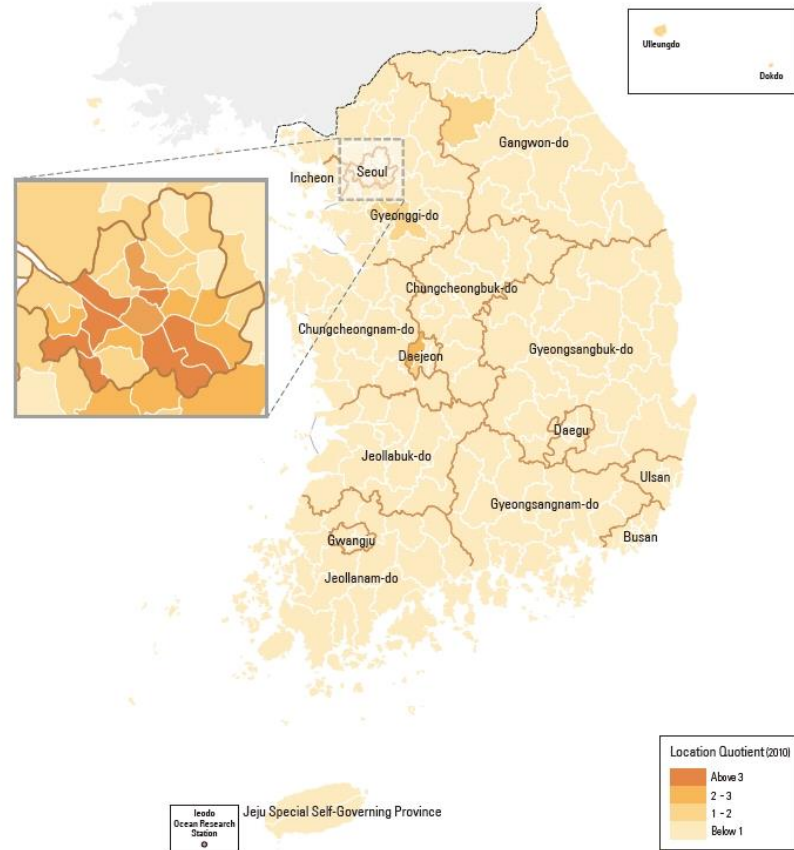 Ulleungdo
Dokdo
Gangwon-do
Seoul
Incheon
Gyeonggi-do
Chungcheongbuk-do
Chungcheongnam-do
Daejeon
Gyeongsangbuk-do
Daegu
Jeollabuk-do
Ulsan
Gyeongsangnam-do
Busan
Gwangju
Jeollanam-do
Jeju Special Self-Governing Province
Ieodo
Ocean Research
Station
Location Quotient (2010)
Above 3
2 - 3
1 - 2
Below 1